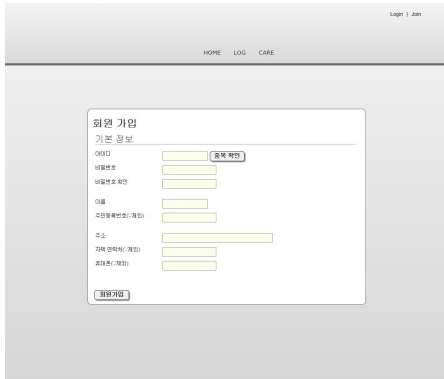 Login | Join
HOME LOG CARE
회원 가입
기본 정보
아이디 중복 확인
비밀번호
비밀번호 확인
이름
주민등록번호(-제외)
주소
자택 연락처(-제외)
휴대폰(-제외)
회원가입